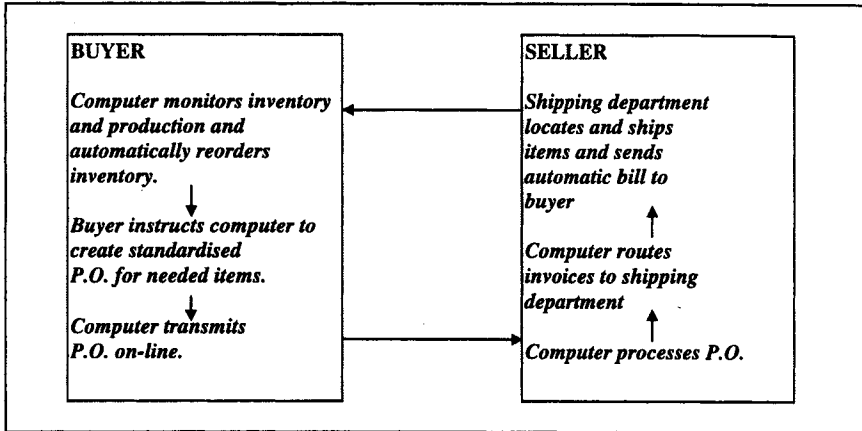 BUYER
Computer monitors inventory
and production and
automatically reorders
inventory.
Buyer instructs computer to
create standardised
P.O. for needed items.
Computer transmits
P.O. on-line.
SELLER
Shipping department
locates and ships
items and sends
automatic bill to
buyer
Computer routes
invoices to shipping
department
Computer processes P.O.